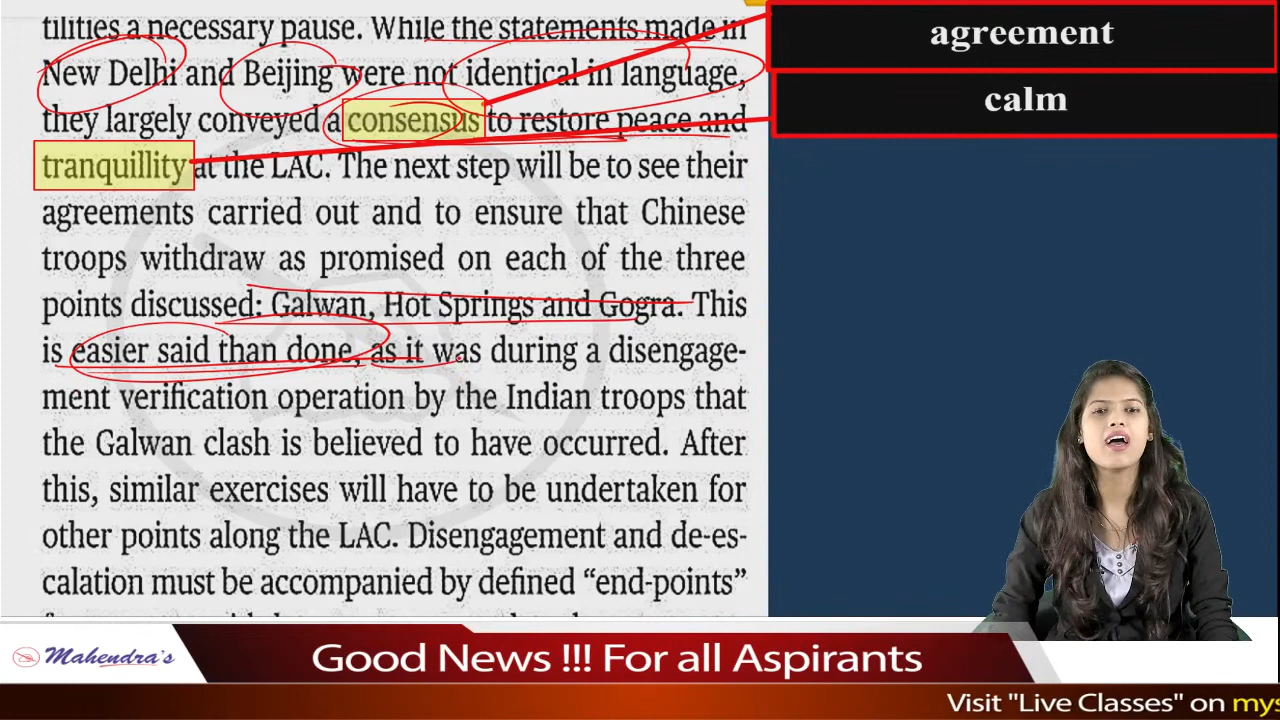 tilities a necessary pause. While the statements made in
New Delhi and Beijing were not identical in language,
they largely conveyed a consensus to restore peace and
tranquillity at the LAC. The next step will be to see their
agreements carried out and to ensure that Chinese
troops withdraw as promised on each of the three
points discussed: Galwan, Hot Springs and Gogra. This
is easier said than done, as it was during a disengage-
ment verification operation by the Indian troops that
the Galwan clash is believed to have occurred. After
this, similar exercises will have to be undertaken for
other points along the LAC. Disengagement and de-es-
calation must be accompanied by defined “end-points”
agreement
calm
Mahendra's
Good News !!! For all Aspirants
Visit "Live Classes" on mys